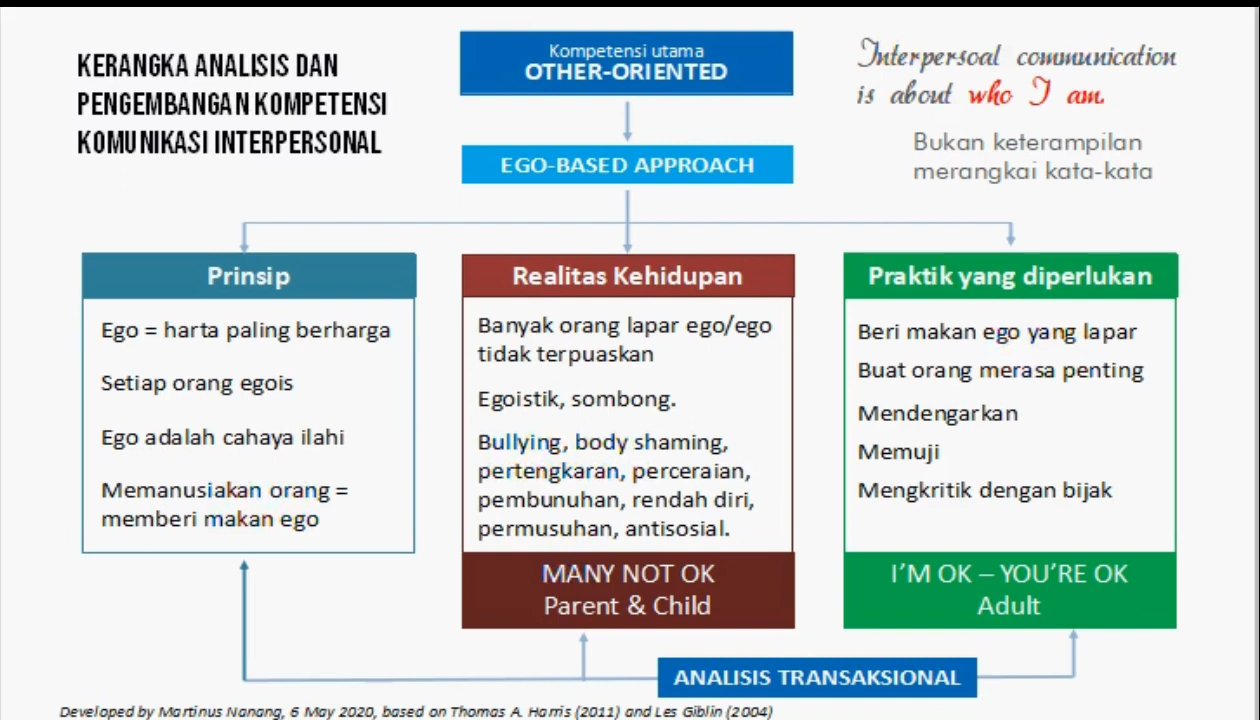 KERANGKA ANALISIS DAN
PENGEMBANGAN KOMPETENSI
KOMUNIKASI INTERPERSONAL
Kompetensi utama
OTHER-ORIENTED
Interpersoal communication
is about who I am.
Bukan keterampilan
merangkai kata-kata
EGO-BASED APPROACH
Prinsip
Ego = harta paling berharga
Setiap orang egois
Ego adalah cahaya ilahi
Memanusiakan orang =
memberi makan ego
Realitas Kehidupan
Banyak orang lapar ego/ego
tidak terpuaskan
Egoistik, sombong.
Bullying, body shaming,
pertengkaran, perceraian,
pembunuhan, rendah diri,
permusuhan, antisosial.
MANY NOT OK
Parent & Child
Praktik yang diperlukan
Beri makan ego yang lapar
Buat orang merasa penting
Mendengarkan
Memuji
Mengkritik dengan bijak
I'M OK – YOU'RE OK
Adult
ANALISIS TRANSAKSIONAL
Developed by Martinus Nanang, 6 May 2020, based on Thomas A. Harris (2011) and Les Giblin (2004)